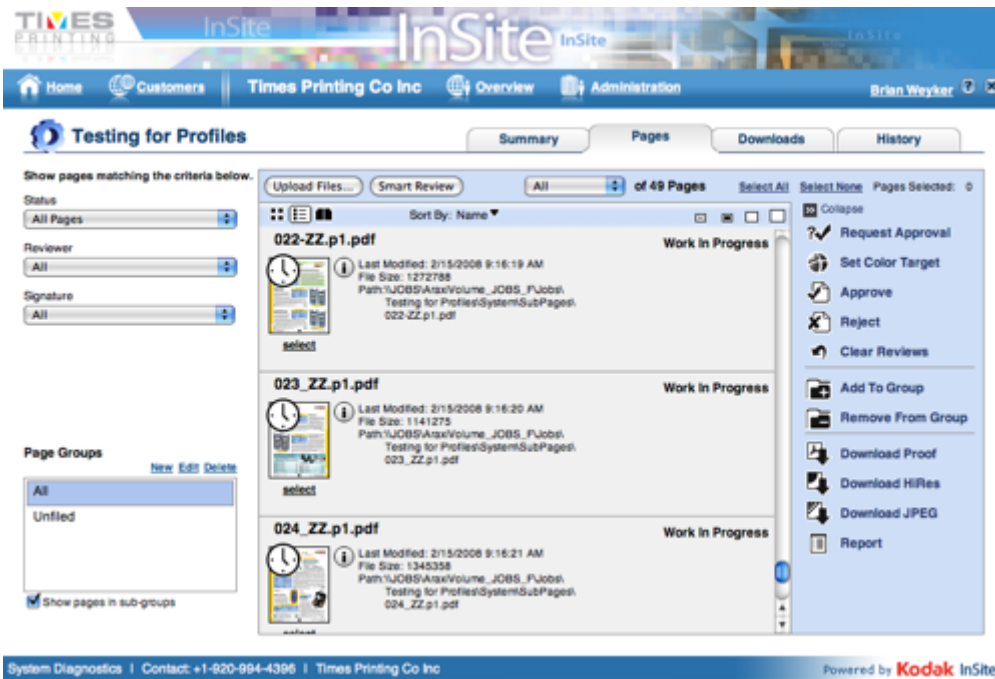 TIMES
PRINTING
InSite
InSite
InSite
InSite
Home
Customers
Times Printing Co Inc
Overview
Administration
Brian Weyker
?
Testing for Profiles
Summary
Pages
Downloads
History
Show pages matching the criteria below.
Status
All Pages
Reviewer
All
Signature
All
Page Groups
New Edit Delete
All
Unfiled
Show pages in sub-groups
Upload Files...
Smart Review
All
of 49 Pages
Select All
Select None
Pages Selected: 0
Sort By: Name
022-ZZ.p1.pdf
Work In Progress
Last Modified: 2/15/2008 9:16:19 AM
File Size: 1272788
Path:\\JOBS\AraxiVolume_JOBS_F\Jobs\
Testing for Profiles\System\SubPages\
022-ZZ.p1.pdf
select
023_ZZ.p1.pdf
Work In Progress
Last Modified: 2/15/2008 9:16:20 AM
File Size: 1141275
Path:\\JOBS\AraxiVolume_JOBS_F\Jobs\
Testing for Profiles\System\SubPages\
023_ZZ.p1.pdf
select
024_ZZ.p1.pdf
Work In Progress
Last Modified: 2/15/2008 9:16:21 AM
File Size: 1345358
Path:\\JOBS\AraxiVolume_JOBS_F\Jobs\
Testing for Profiles\System\SubPages\
024_ZZ.p1.pdf
Collapse
Request Approval
Set Color Target
Approve
Reject
Clear Reviews
Add To Group
Remove From Group
Download Proof
Download HiRes
Download JPEG
Report
System Diagnostics | Contact: +1-920-994-4396 | Times Printing Co Inc
Powered by Kodak InSite